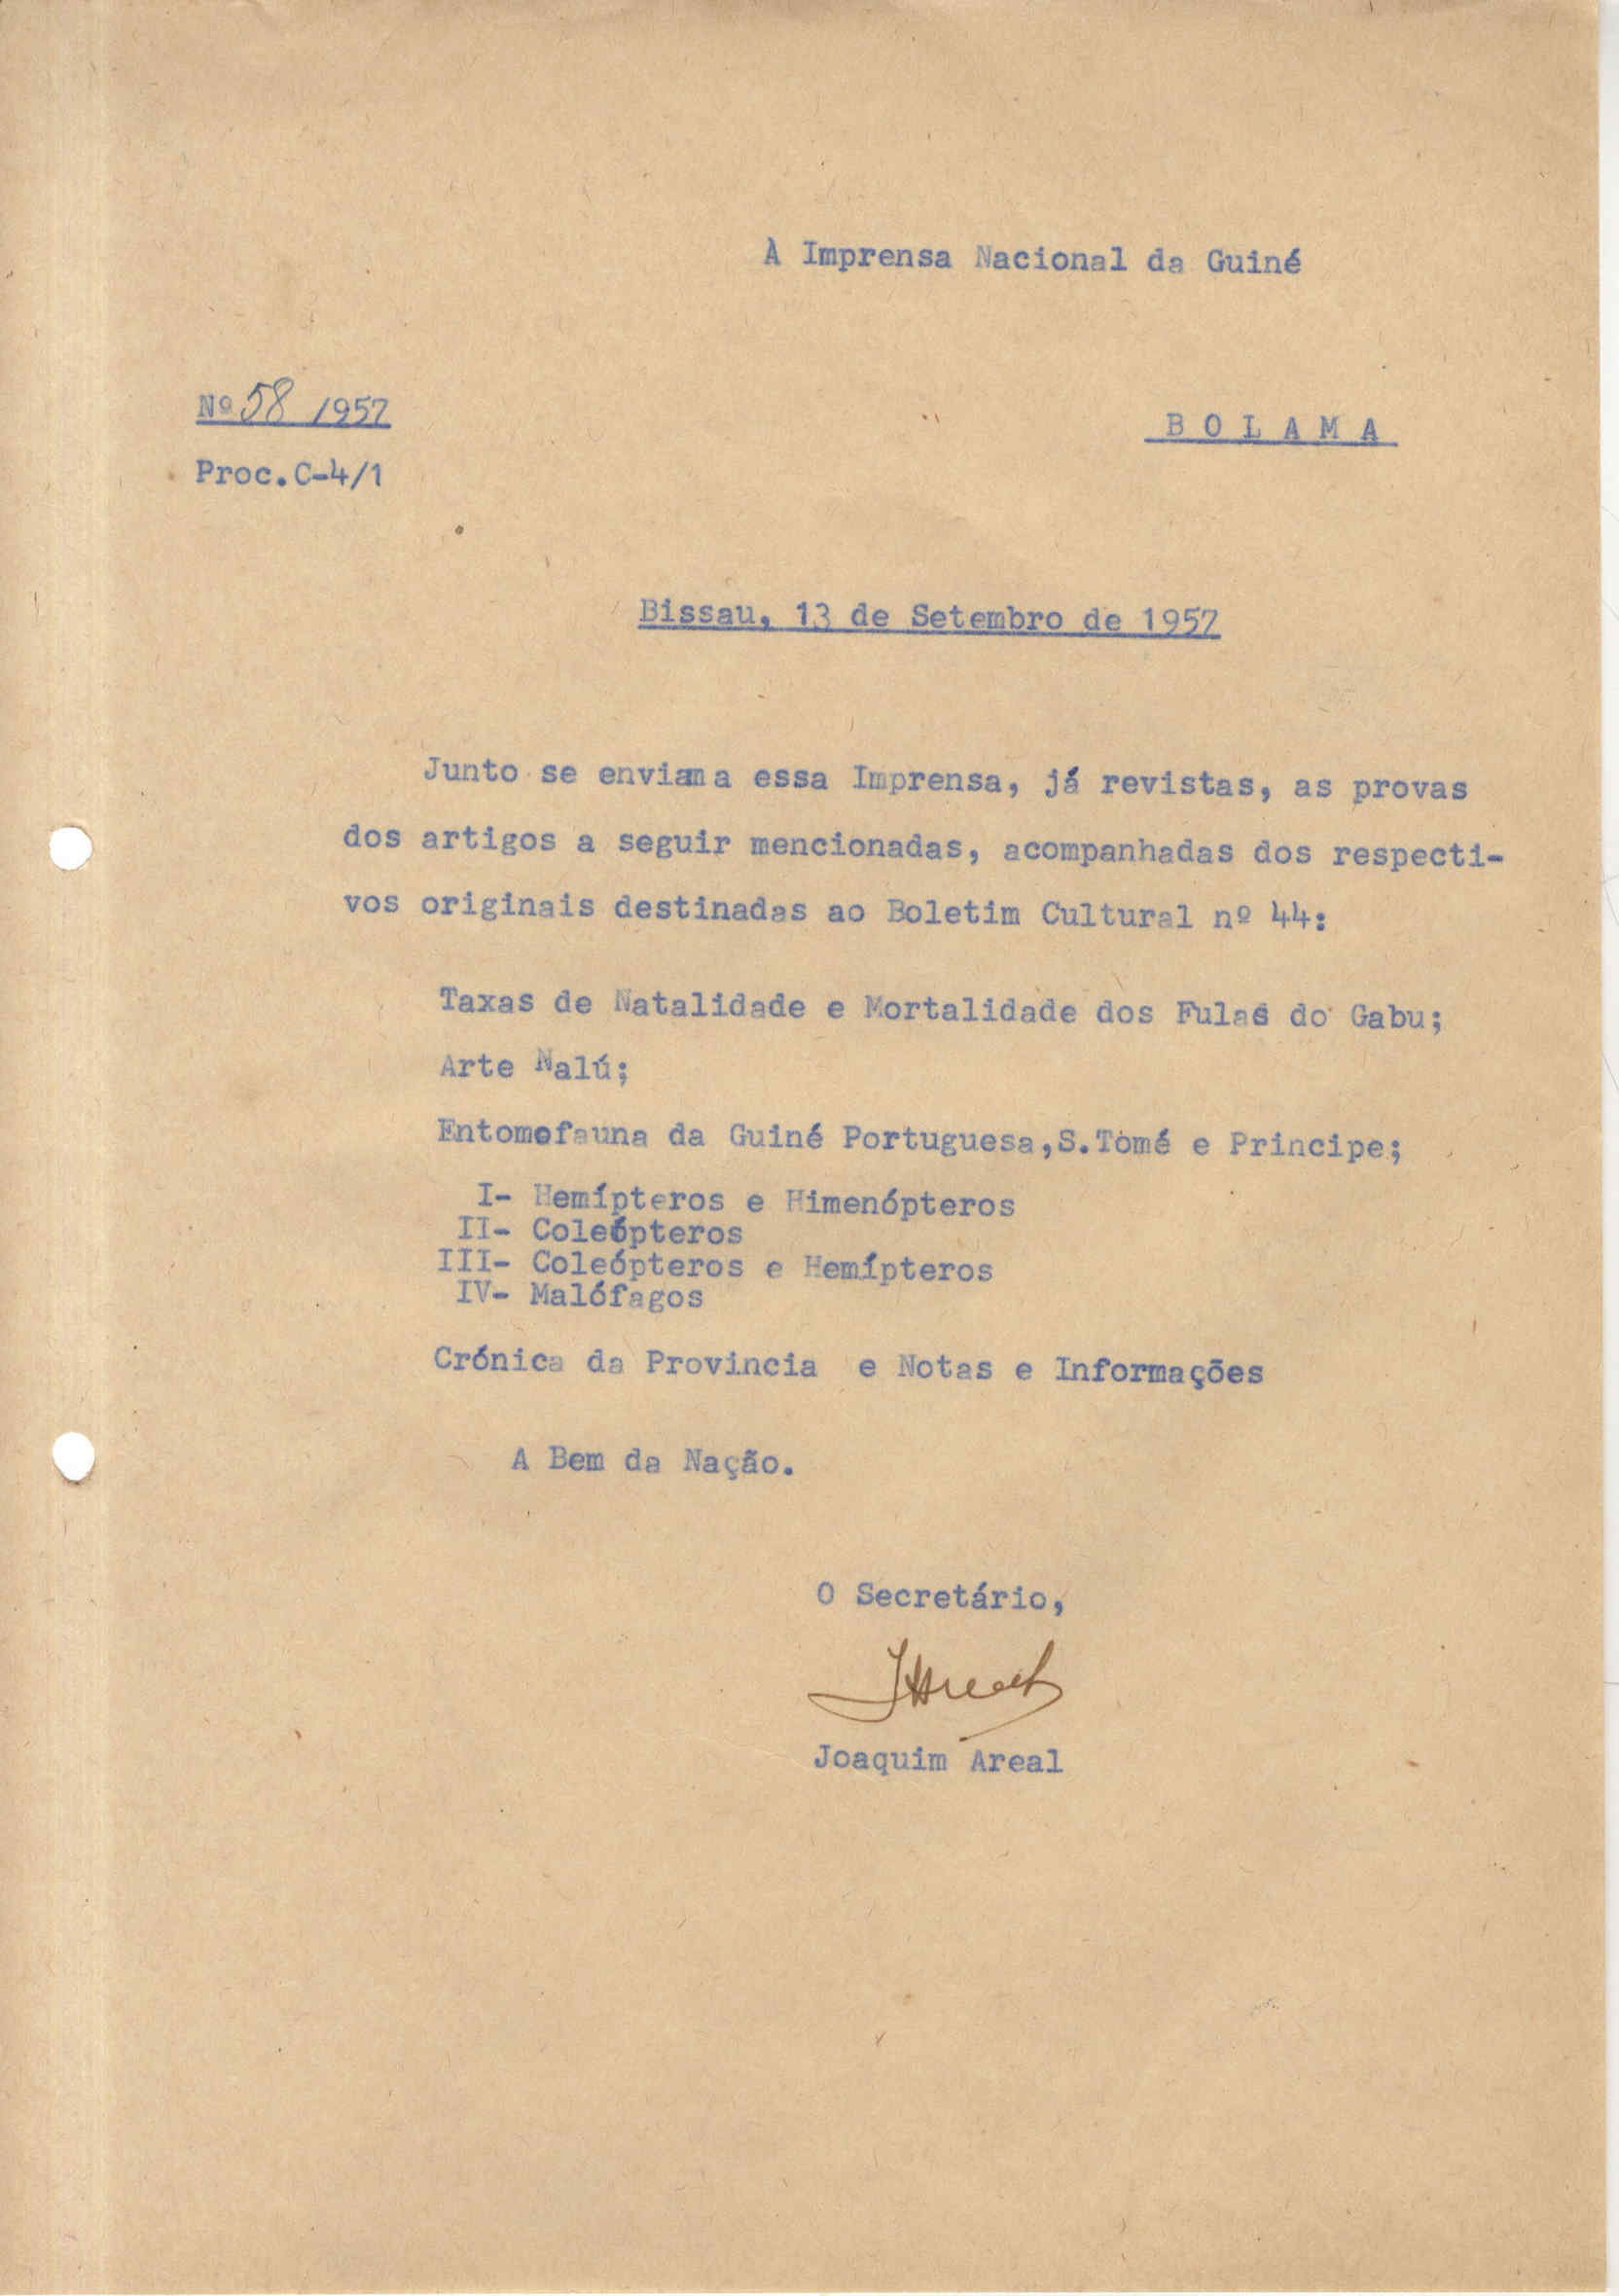 À Imprensa Nacional da Guiné
Nº 58 /1957
B O L A M A
Proc.C-4/1
Bissau, 13 de Setembro de 1957
Junto se enviam a essa Imprensa, já revistas, as provas
dos artigos a seguir mencionadas, acompanhadas dos respecti-
vos originais destinadas ao Boletim Cultural nº 44:
Taxas de Natalidade e Mortalidade dos Fulas do Gabu;
Arte Nalú;
Entomofauna da Guiné Portuguesa,S.Tomé e Principe;
I- Hemípteros e Himenópteros
II- Coleópteros
III- Coleópteros e Hemípteros
IV- Malófagos
Crónica da Provincia e Notas e Informações
A Bem da Nação.
O Secretário,
JAreal
Joaquim Areal